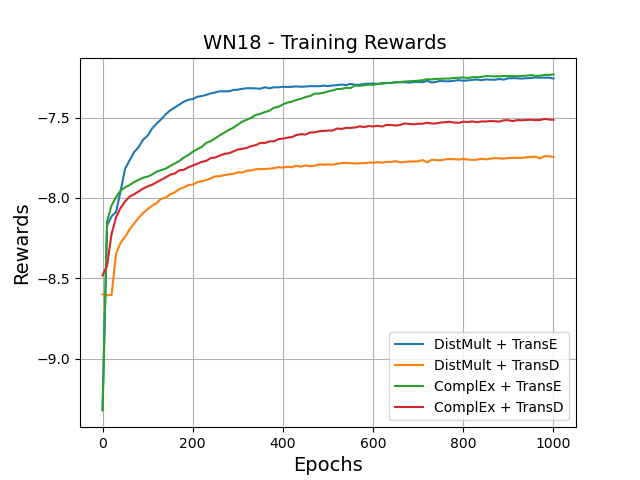 WN18 - Training Rewards
Rewards
−7.5
−8.0
−8.5
−9.0
0
200
400
600
800
1000
Epochs
DistMult + TransE
DistMult + TransD
ComplEx + TransE
ComplEx + TransD